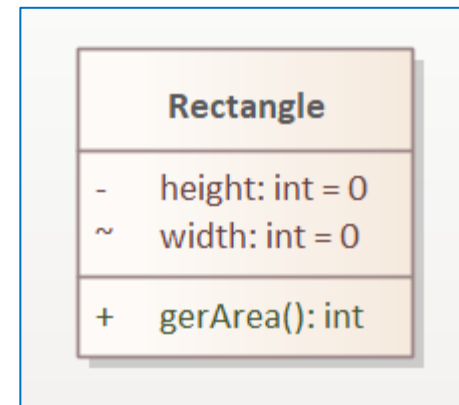 Rectangle
- height: int = 0
~ width: int = 0
+ gerArea(): int